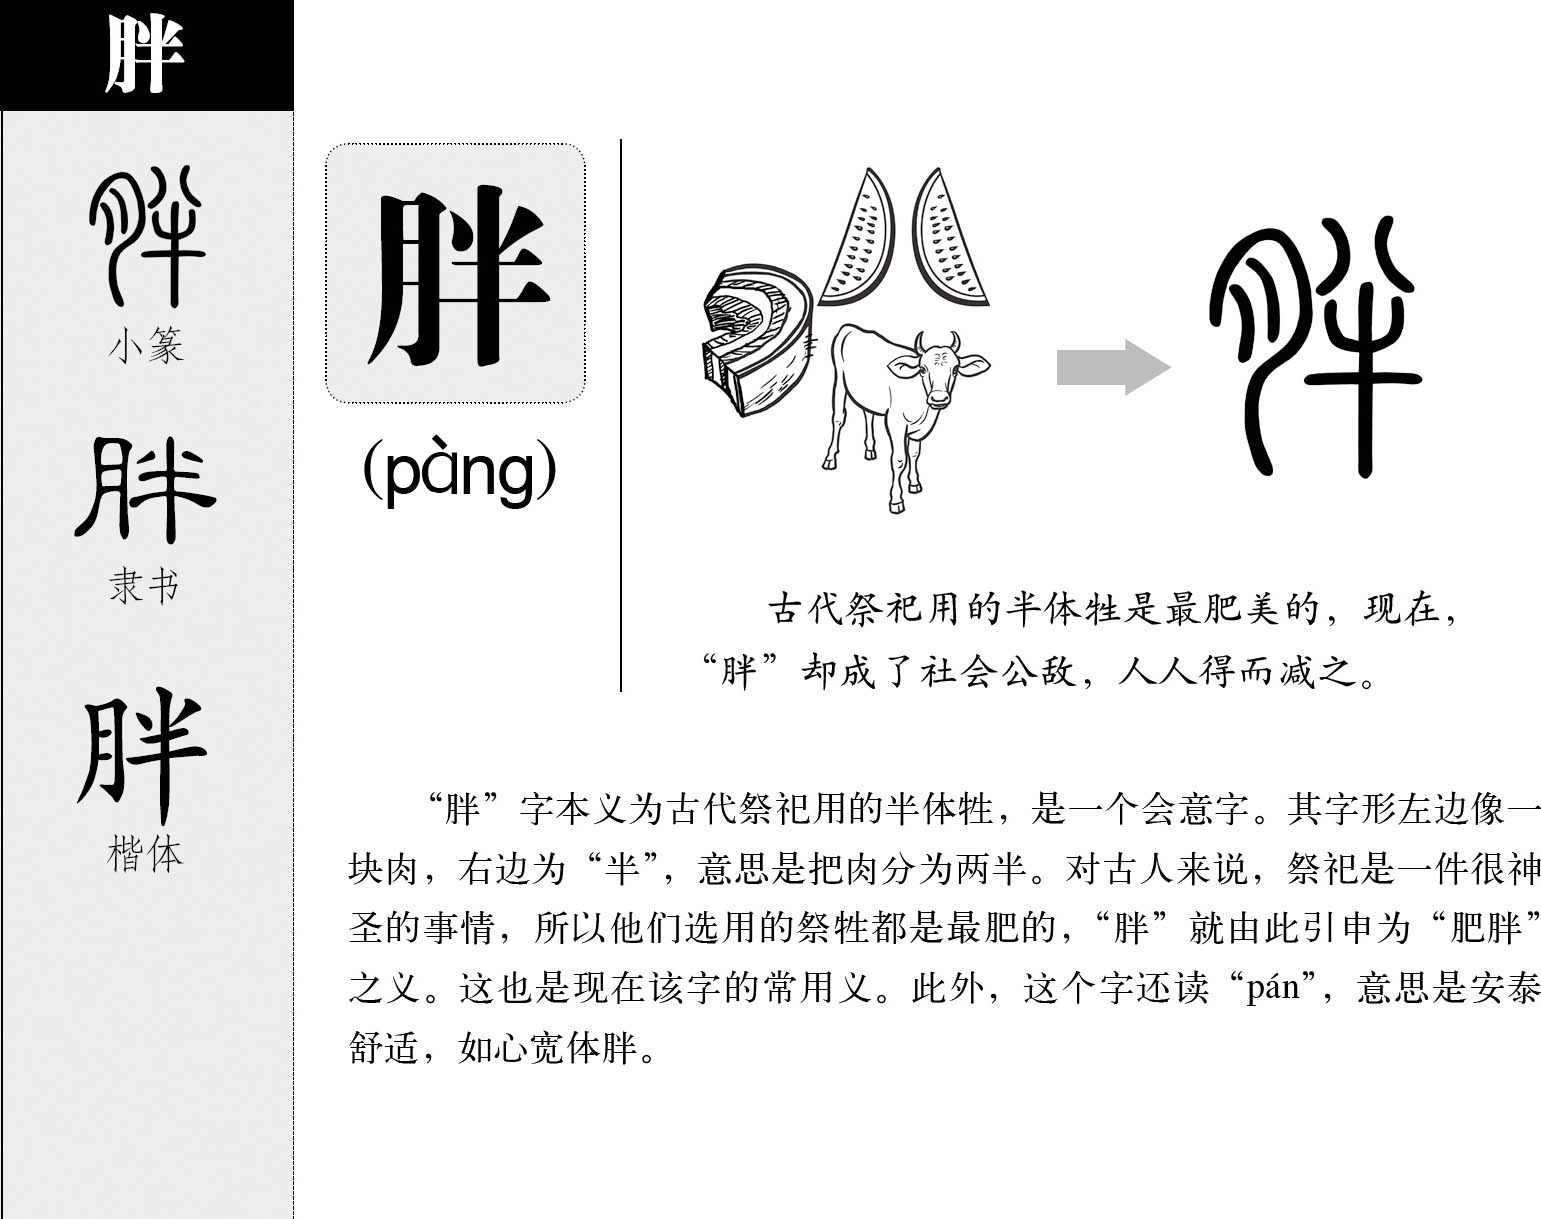 胖
胖
小篆
胖
隶书
胖
楷体
胖
(pàng)
胖
古代祭祀用的半体牲是最肥美的，现在，
“胖”却成了社会公敌，人人得而减之。
“胖”字本义为古代祭祀用的半体牲，是一个会意字。其字形左边像一
块肉，右边为“半”，意思是把肉分为两半。对古人来说，祭祀是一件很神
圣的事情，所以他们选用的祭牲都是最肥的，“胖”就由此引申为“肥胖”
之义。这也是现在该字的常用义。此外，这个字还读“pán”，意思是安泰
舒适，如心宽体胖。